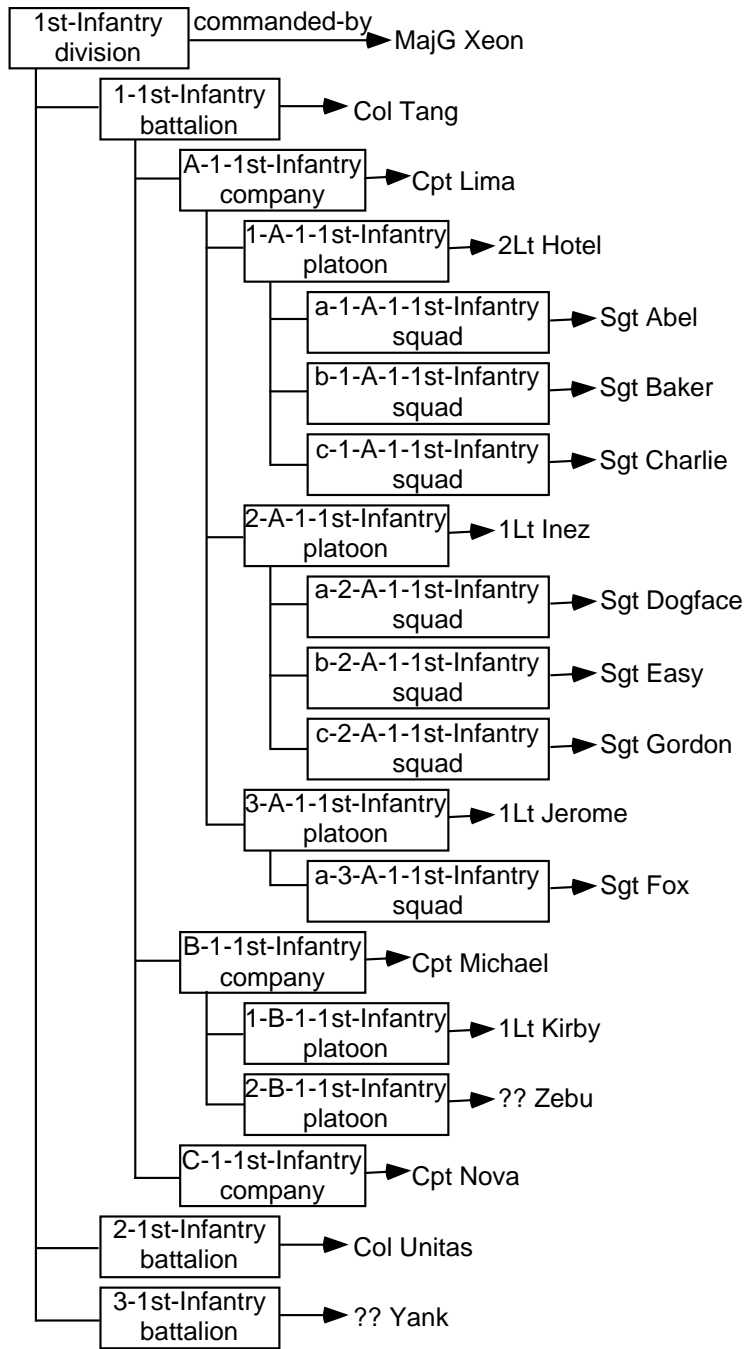 1st-Infantry
division
commanded-by
MajG Xeon
1-1st-Infantry
battalion
Col Tang
A-1-1st-Infantry
company
Cpt Lima
1-A-1-1st-Infantry
platoon
2Lt Hotel
a-1-A-1-1st-Infantry
squad
Sgt Abel
b-1-A-1-1st-Infantry
squad
Sgt Baker
c-1-A-1-1st-Infantry
squad
Sgt Charlie
2-A-1-1st-Infantry
platoon
1Lt Inez
a-2-A-1-1st-Infantry
squad
Sgt Dogface
b-2-A-1-1st-Infantry
squad
Sgt Easy
c-2-A-1-1st-Infantry
squad
Sgt Gordon
3-A-1-1st-Infantry
platoon
1Lt Jerome
a-3-A-1-1st-Infantry
squad
Sgt Fox
B-1-1st-Infantry
company
Cpt Michael
1-B-1-1st-Infantry
platoon
1Lt Kirby
2-B-1-1st-Infantry
platoon
?? Zebu
C-1-1st-Infantry
company
Cpt Nova
2-1st-Infantry
battalion
Col Unitas
3-1st-Infantry
battalion
?? Yank